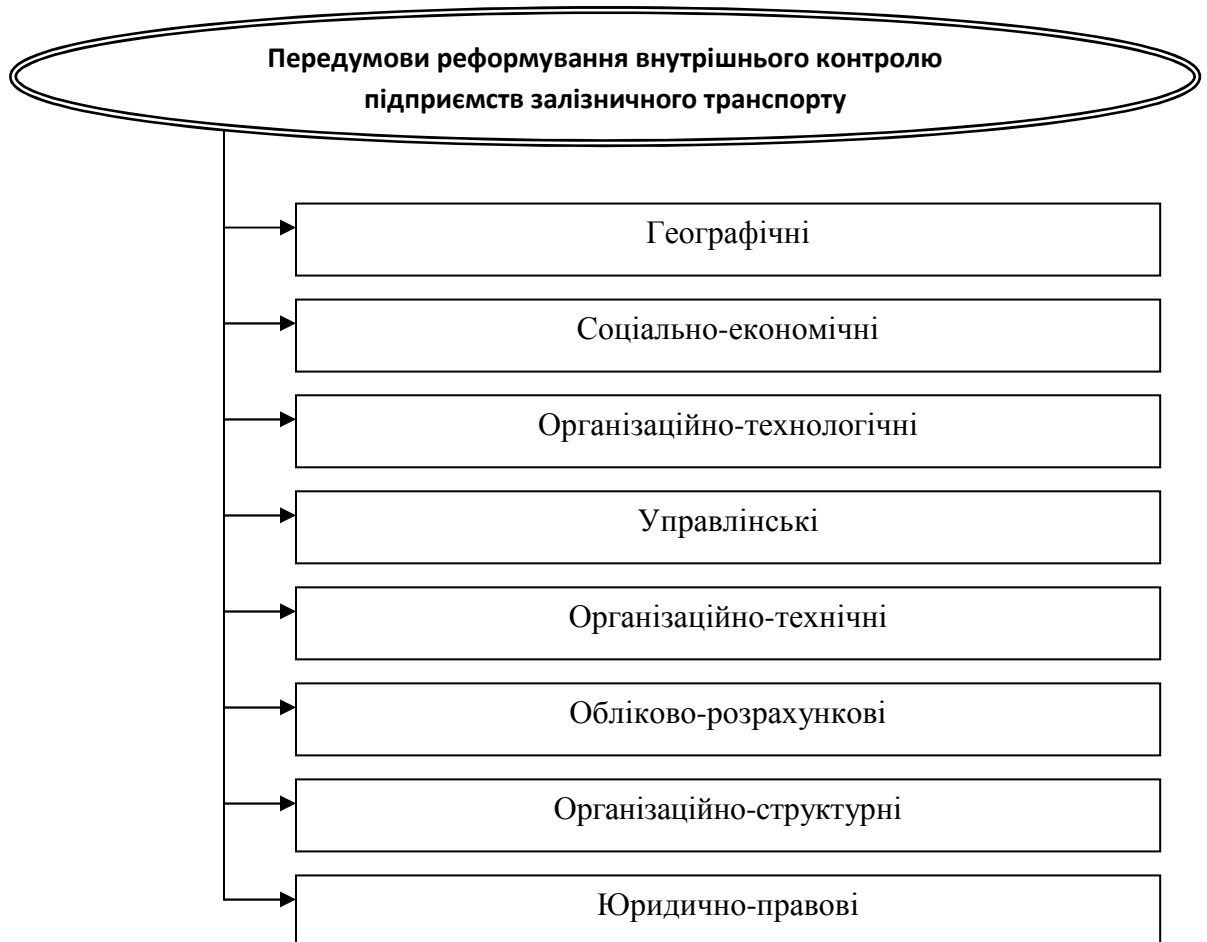 Передумови реформування внутрішнього контролю
підприємств залізничного транспорту
Географічні
Соціально-економічні
Організаційно-технологічні
Управлінські
Організаційно-технічні
Обліково-розрахункові
Організаційно-структурні
Юридично-правові